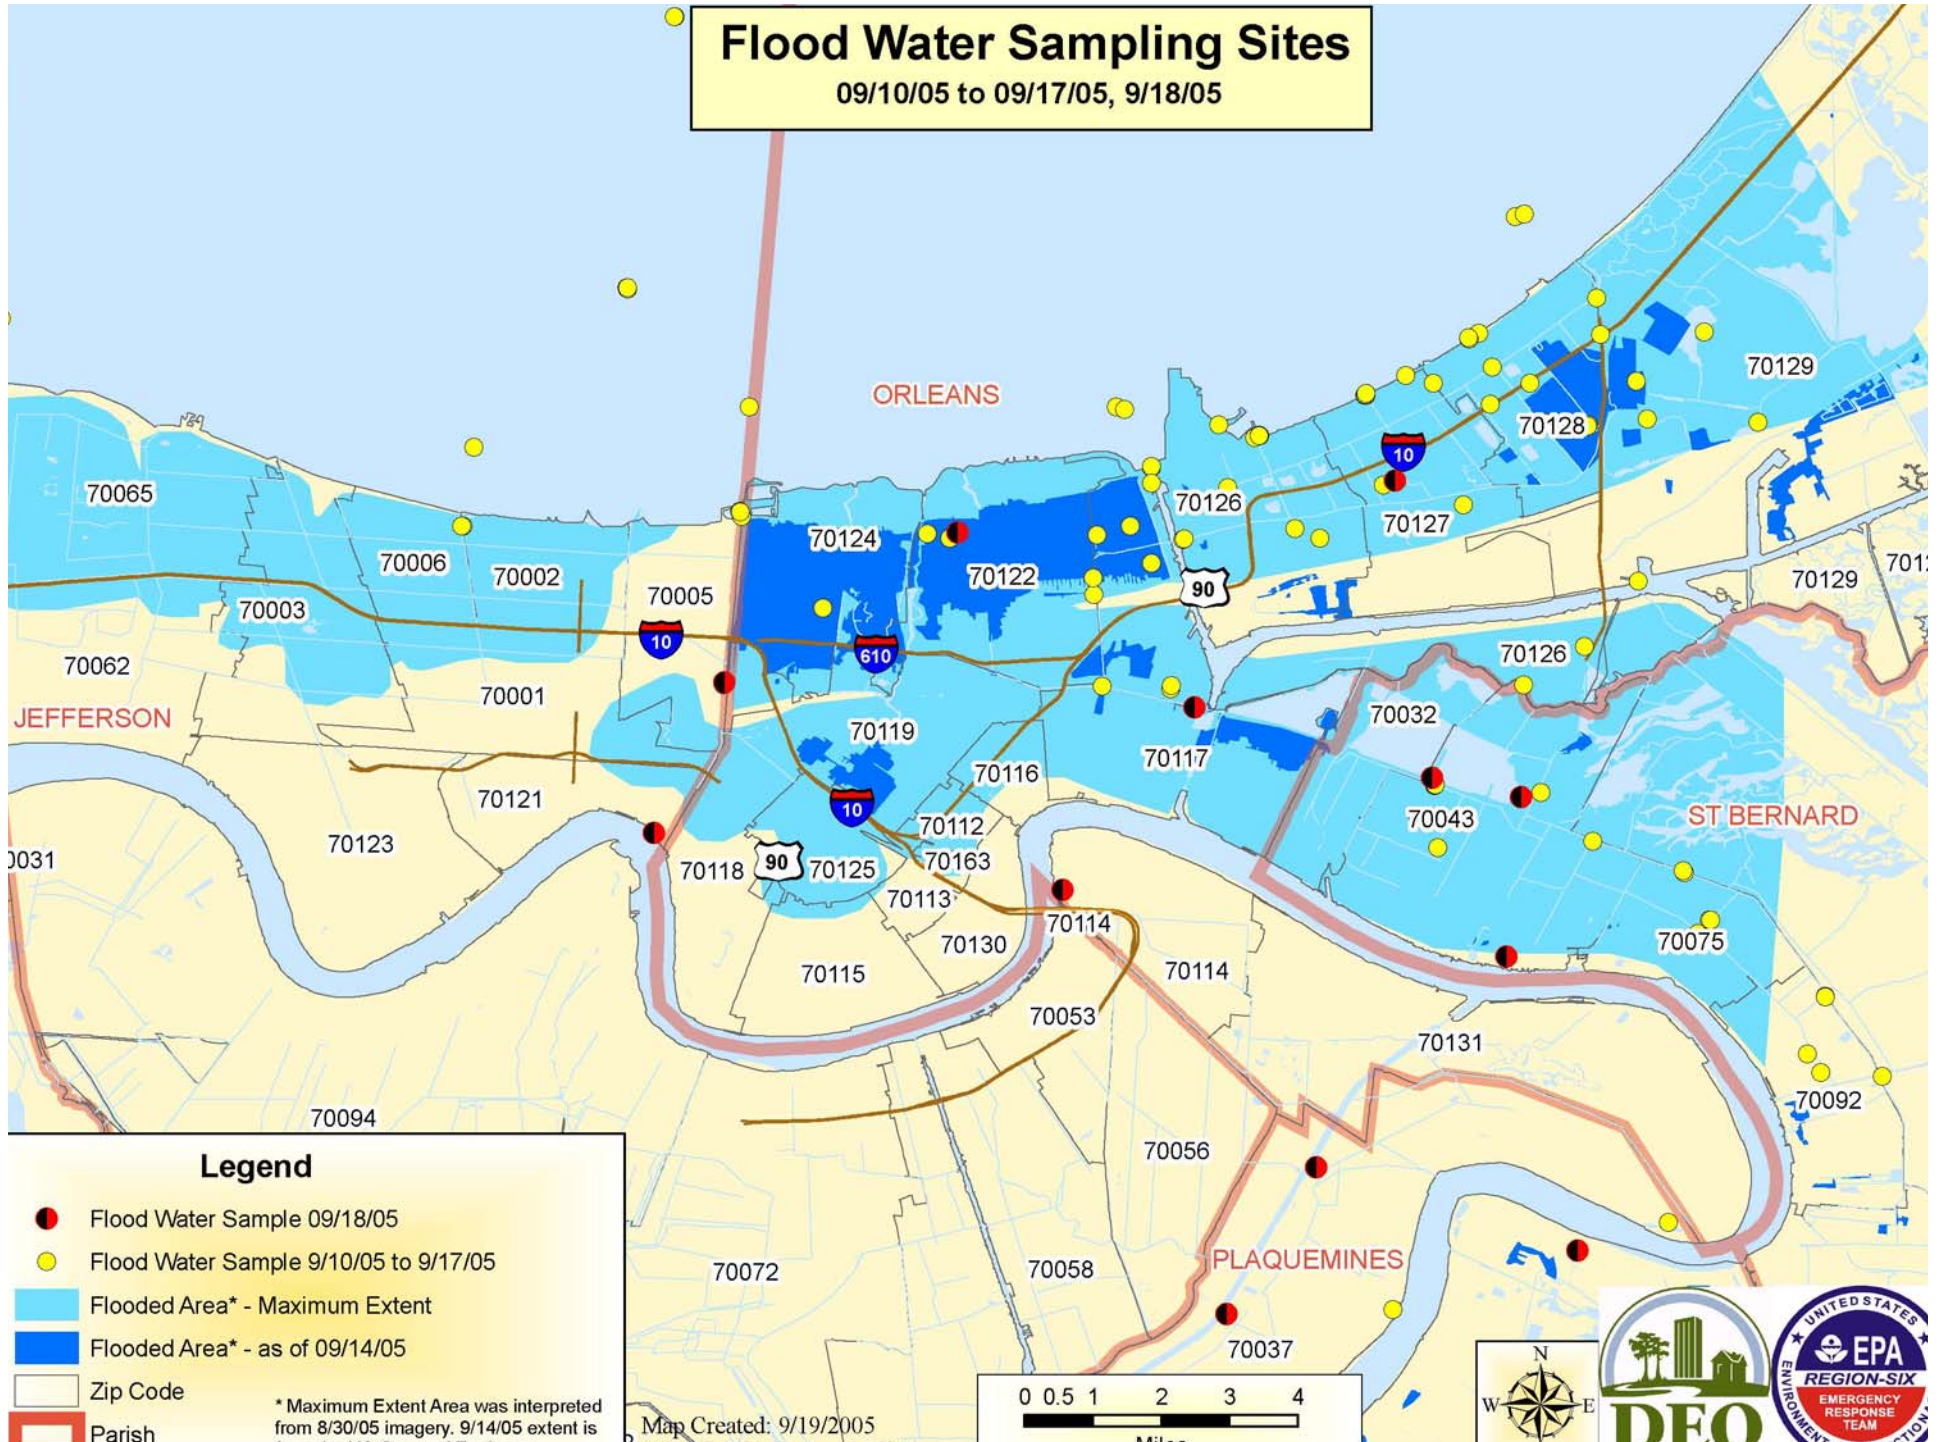 Flood Water Sampling Sites
09/10/05 to 09/17/05, 9/18/05
ORLEANS
70129
70128
10
70065
70126
70127
70124
70006
70002
70122
70129
70003
70005
90
10
610
70062
70126
70001
JEFFERSON
70032
70119
70117
70116
70121
10
70043
ST BERNARD
70112
70123
90
70163
70118
70125
70113
70114
70130
70075
70115
70114
70053
70131
70092
70094
70056
PLAQUEMINES
70072
70058
70037
Legend
Flood Water Sample 09/18/05
Flood Water Sample 9/10/05 to 9/17/05
Flooded Area* - Maximum Extent
Flooded Area* - as of 09/14/05
Zip Code
Parish
* Maximum Extent Area was interpreted
from 8/30/05 imagery. 9/14/05 extent is
Map Created: 9/19/2005
0 0.5 1 2 3 4
Miles
N
W E
DEQ
UNITED STATES
EPA
REGION-SIX
EMERGENCY
RESPONSE
TEAM